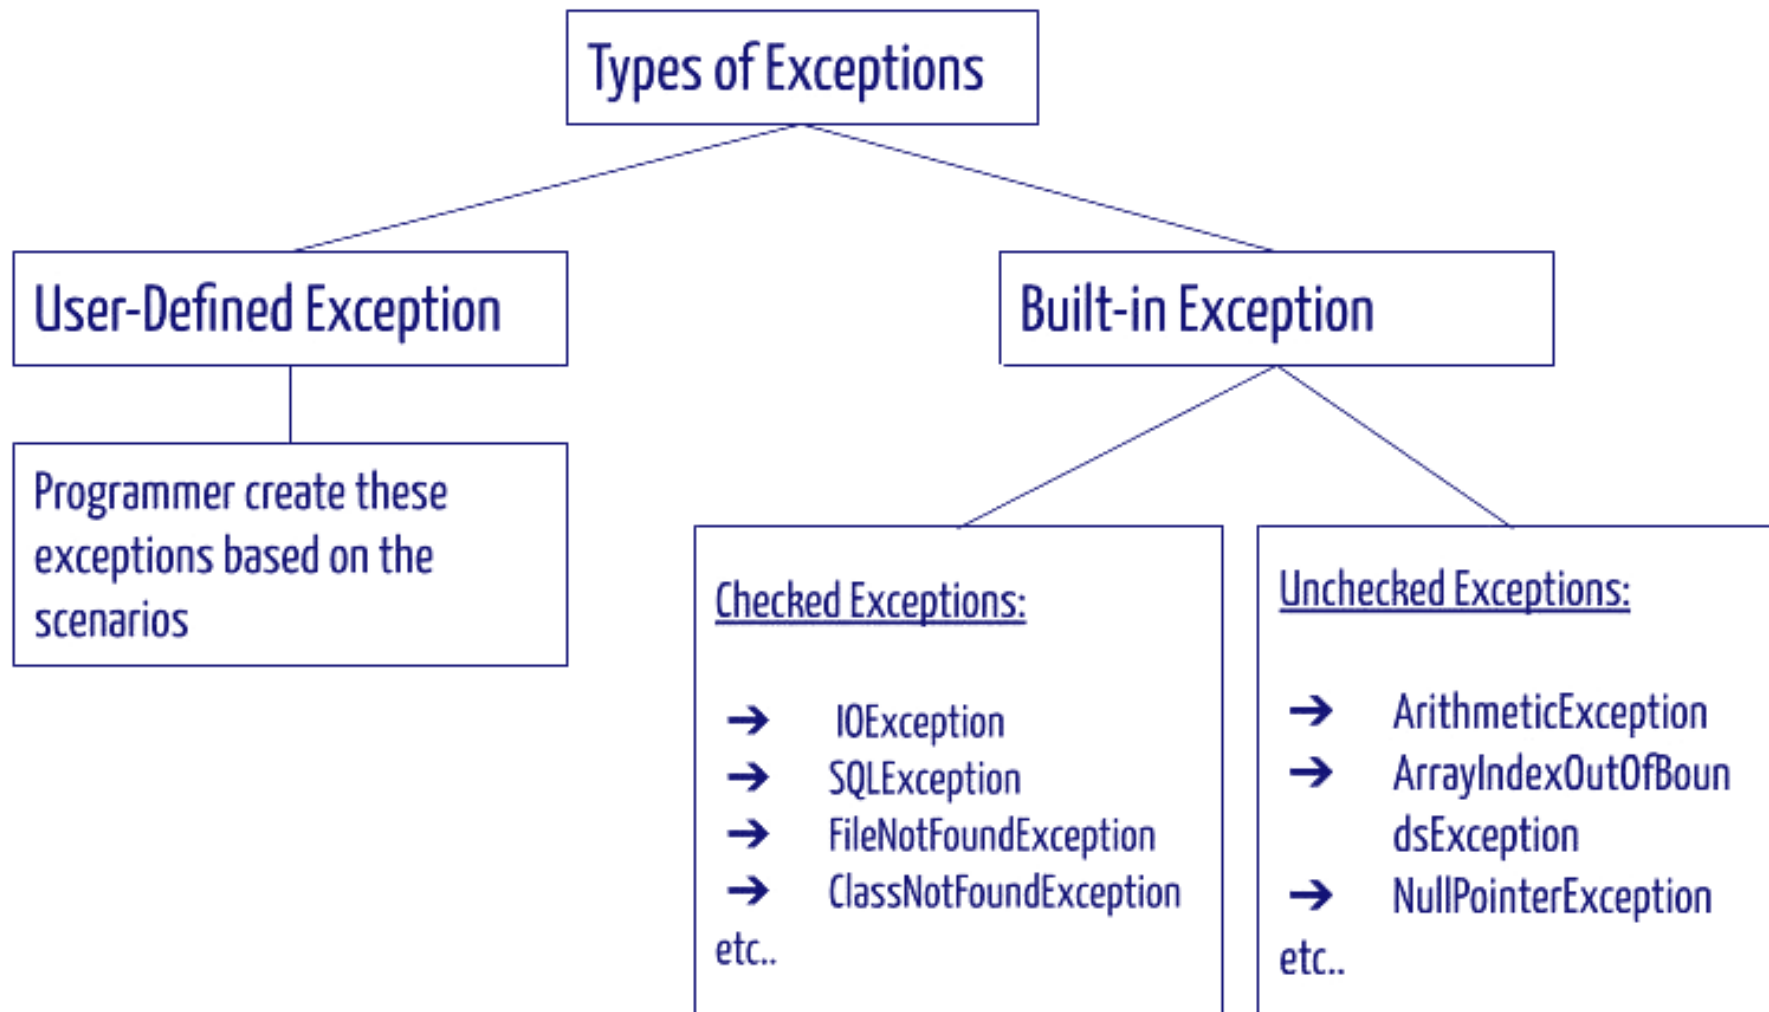 Types of Exceptions
User-Defined Exception
Built-in Exception
Programmer create these
exceptions based on the
scenarios
Checked Exceptions:
➔ IOException
➔ SQLException
➔ FileNotFoundException
➔ ClassNotFoundException
etc..
Unchecked Exceptions:
➔ ArithmeticException
➔ ArrayIndexOutOfBoun
dsException
➔ NullPointerException
etc..